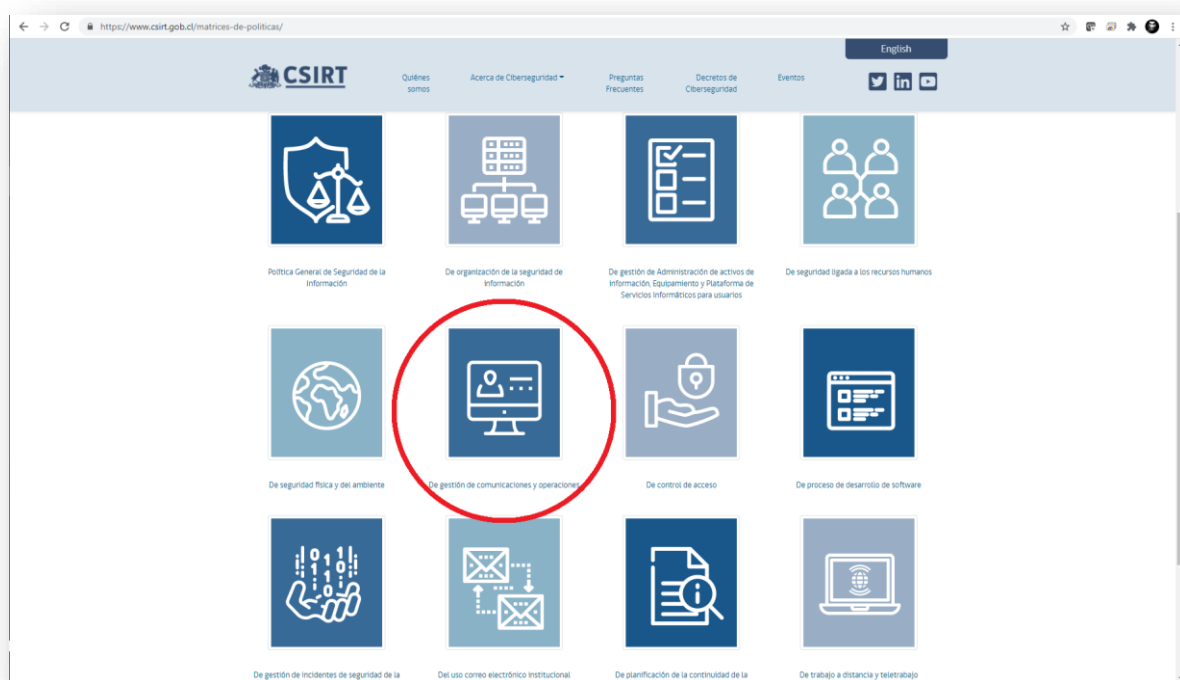 https://www.csirt.gob.cl/matrices-de-politicas/
English
CSIRT
Quiénes
somos
Acerca de Ciberseguridad
Preguntas
Frecuentes
Decretos de
Ciberseguridad
Eventos
Política General de Seguridad de la
Información
De organización de la seguridad de
información
De gestión de Administración de activos de
información, Equipamiento y Plataforma de
Servicios Informáticos para usuarios
De seguridad ligada a los recursos humanos
De seguridad física y del ambiente
De gestión de comunicaciones y operaciones
De control de acceso
De proceso de desarrollo de software
De gestión de incidentes de seguridad de la
Del uso correo electrónico institucional
De planificación de la continuidad de la
De trabajo a distancia y teletrabajo